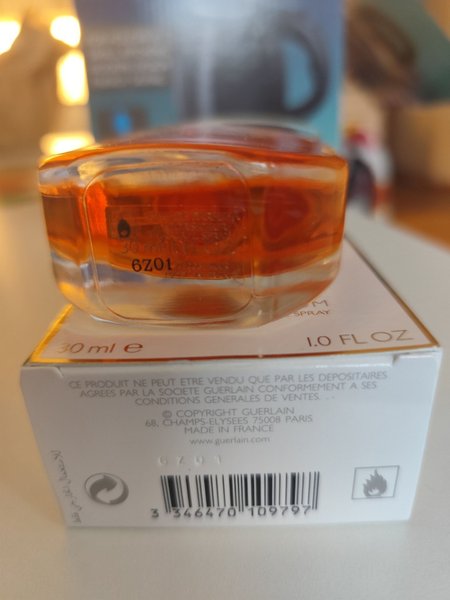 6Z01
M
SPRAY
30 ml e
1.0 FL OZ
CE PRODUIT NE PEUT ETRE VENDU QUE PAR LES DEPOSITAIRES
AGREES PAR LA SOCIETE GUERLAIN CONFORMEMENT A SES
CONDITIONS GENERALES DE VENTES.
© COPYRIGHT GUERLAIN
68, CHAMPS-ELYSEES 75008 PARIS
MADE IN FRANCE
www.guerlain.com
6Z01
3 346470 109797